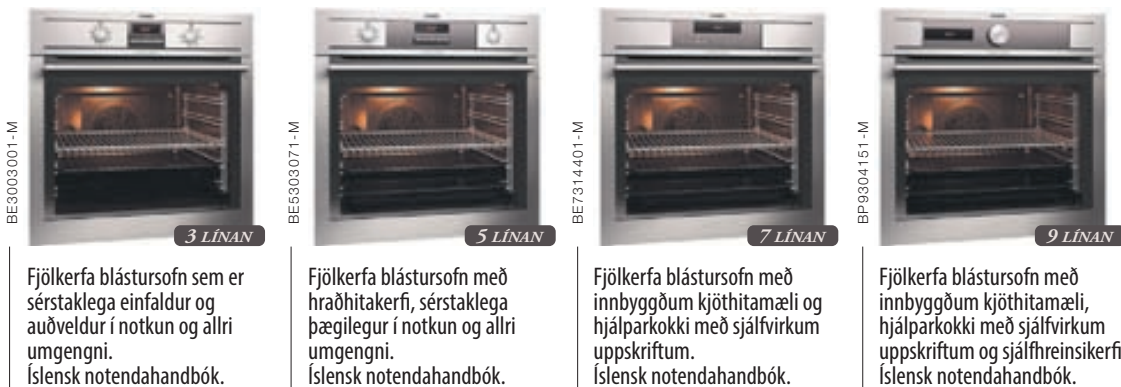 BE3003001-M
3 LÍNAN
Fjölkerfa blástursofn sem er
sérstaklega einfaldur og
auðveldur í notkun og allri
umgengni.
Íslensk notendahandbók.
BE5303071-M
5 LÍNAN
Fjölkerfa blástursofn með
hraðhitakerfi, sérstaklega
þægilegur í notkun og allri
umgengni.
Íslensk notendahandbók.
BE7314401-M
7 LÍNAN
Fjölkerfa blástursofn með
innbyggðum kjöthitamæli og
hjálparkokki með sjálfvirkum
uppskriftum.
Íslensk notendahandbók.
BP9304151-M
9 LÍNAN
Fjölkerfa blástursofn með
innbyggðum kjöthitamæli,
hjálparkokki með sjálfvirkum
uppskriftum og sjálfhreinsikerfi
Íslensk notendahandbók.